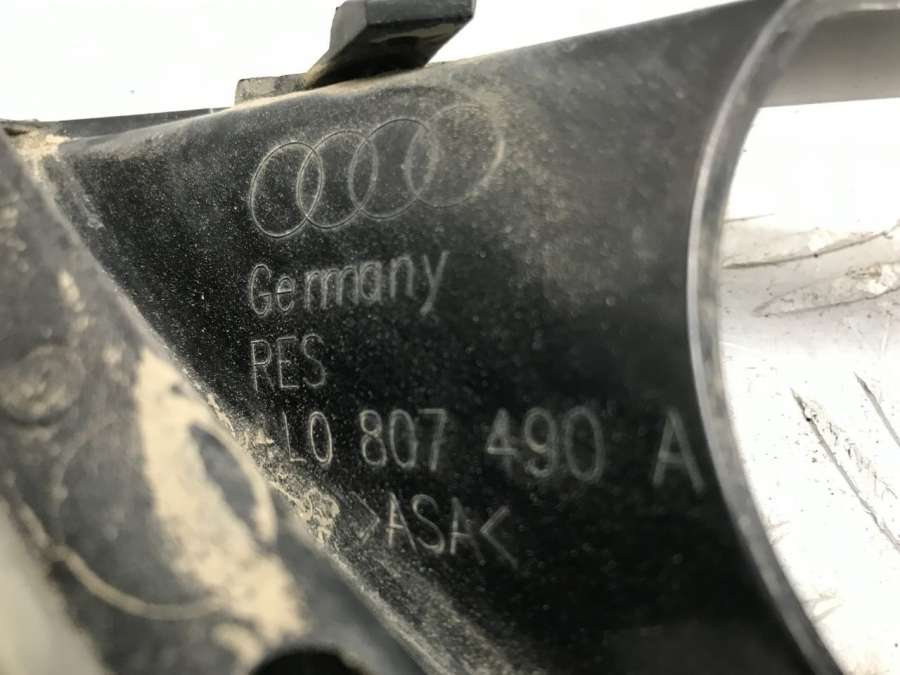 Germany
RES
4L0 807 490 A
>ASA<